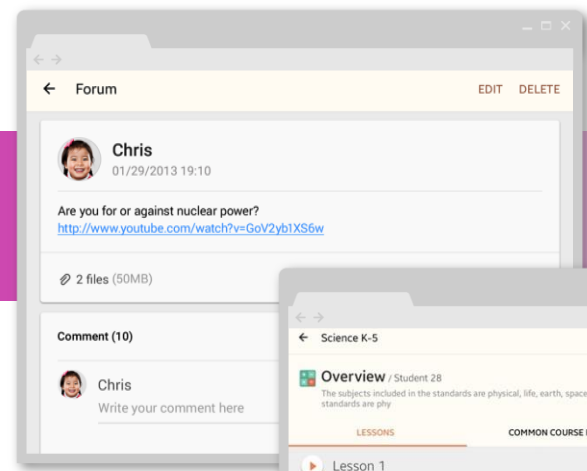 Forum
EDIT DELETE
Chris
01/29/2013 19:10
Are you for or against nuclear power?
http://www.youtube.com/watch?v=GoV2yb1XS6w
2 files (50MB)
Comment (10)
Chris
Write your comment here
Science K-5
Overview / Student 28
The subjects included in the standards are physical, life, earth, space
standards are phy
LESSONS
COMMON COURSE
Lesson 1